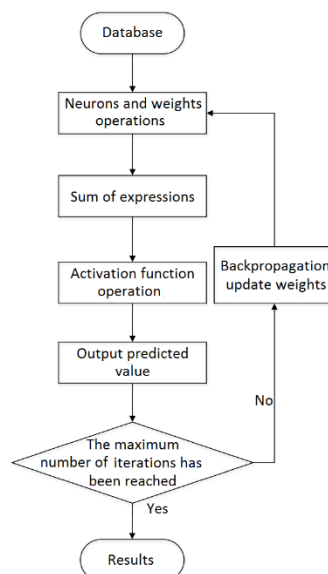 Database
Neurons and weights
operations
Sum of expressions
Activation function
operation
Backpropagation
update weights
Output predicted
value
No
The maximum
number of iterations has
been reached
Yes
Results